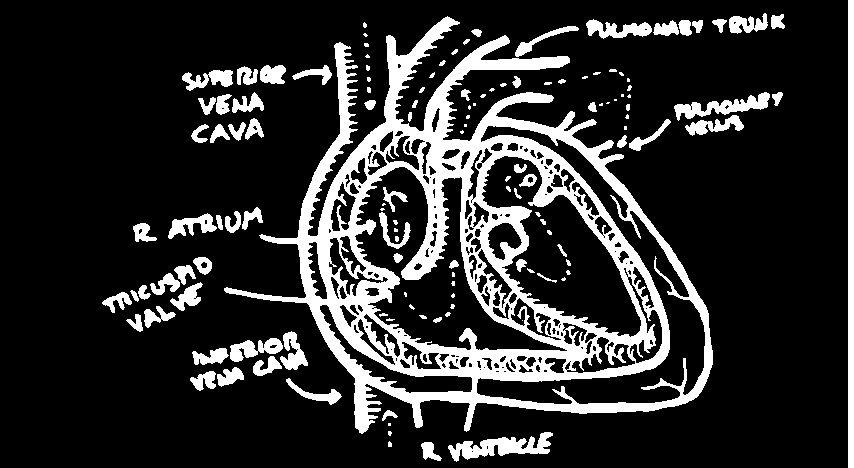 PULMONARY TRUNK
SUPERIOR
VENA
CAVA
PULMONARY
VEINS
R ATRIUM
TRICUSPID
VALVE
INFERIOR
VENA CAVA
R VENTRICLE